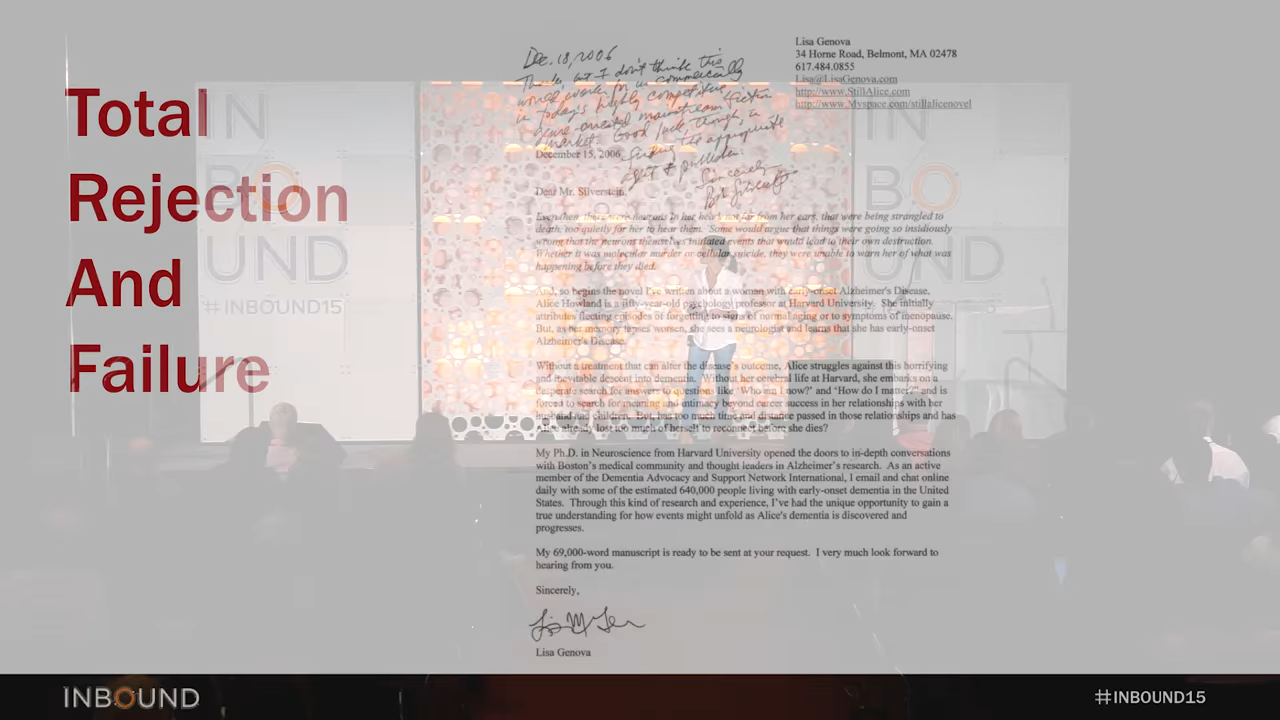 Total
Rejection
And
Failure
IN
BO
UND
#INBOUND15
IN
BO
UND
Lisa Genova
34 Horne Road, Belmont, MA 02478
617.484.0855
Lisa@LisaGenova.com
http://www.StillAlice.com
http://www.Myspace.com/stillalicenovel
Dec. 18, 2006
Thanks, but I don't think this
would work for us commercially
in today's highly competitive
genre-oriented mainstream fiction
market. Good luck, though, in
finding the appropriate
agent & publisher.
Sincerely
December 15, 2006
Dear Mr. Silverstein,
Even then, there were neurons in her head, not far from her ears, that were being strangled to
death, too quietly for her to hear them. Some would argue that things were going so insidiously
wrong that the neurons themselves initiated events that would lead to their own destruction.
Whether it was molecular murder or cellular suicide, they were unable to warn her of what was
happening before they died.
And, so begins the novel I've written about a woman with early-onset Alzheimer's Disease.
Alice Howland is a fifty-year-old psychology professor at Harvard University. She initially
attributes fleeting episodes of forgetting to signs of normal aging or to symptoms of menopause.
But, as her memory lapses worsen, she sees a neurologist and learns that she has early-onset
Alzheimer's Disease.
Without a treatment that can alter the disease's outcome, Alice struggles against this horrifying
and inevitable descent into dementia. Without her cerebral life at Harvard, she embarks on a
desperate search for answers to questions like "Who am I now?" and "How do I matter?" and is
forced to search for meaning and intimacy beyond career success in her relationships with her
husband and children. But, has too much time and distance passed in those relationships and has
Alice already lost too much of herself to reconnect before she dies?
My Ph.D. in Neuroscience from Harvard University opened the doors to in-depth conversations
with Boston's medical community and thought leaders in Alzheimer's research. As an active
member of the Dementia Advocacy and Support Network International, I email and chat online
daily with some of the estimated 640,000 people living with early-onset dementia in the United
States. Through this kind of research and experience, I've had the unique opportunity to gain a
true understanding for how events might unfold as Alice's dementia is discovered and
progresses.
My 69,000-word manuscript is ready to be sent at your request. I very much look forward to
hearing from you.
Sincerely,
Lisa Genova
INBOUND
#INBOUND15